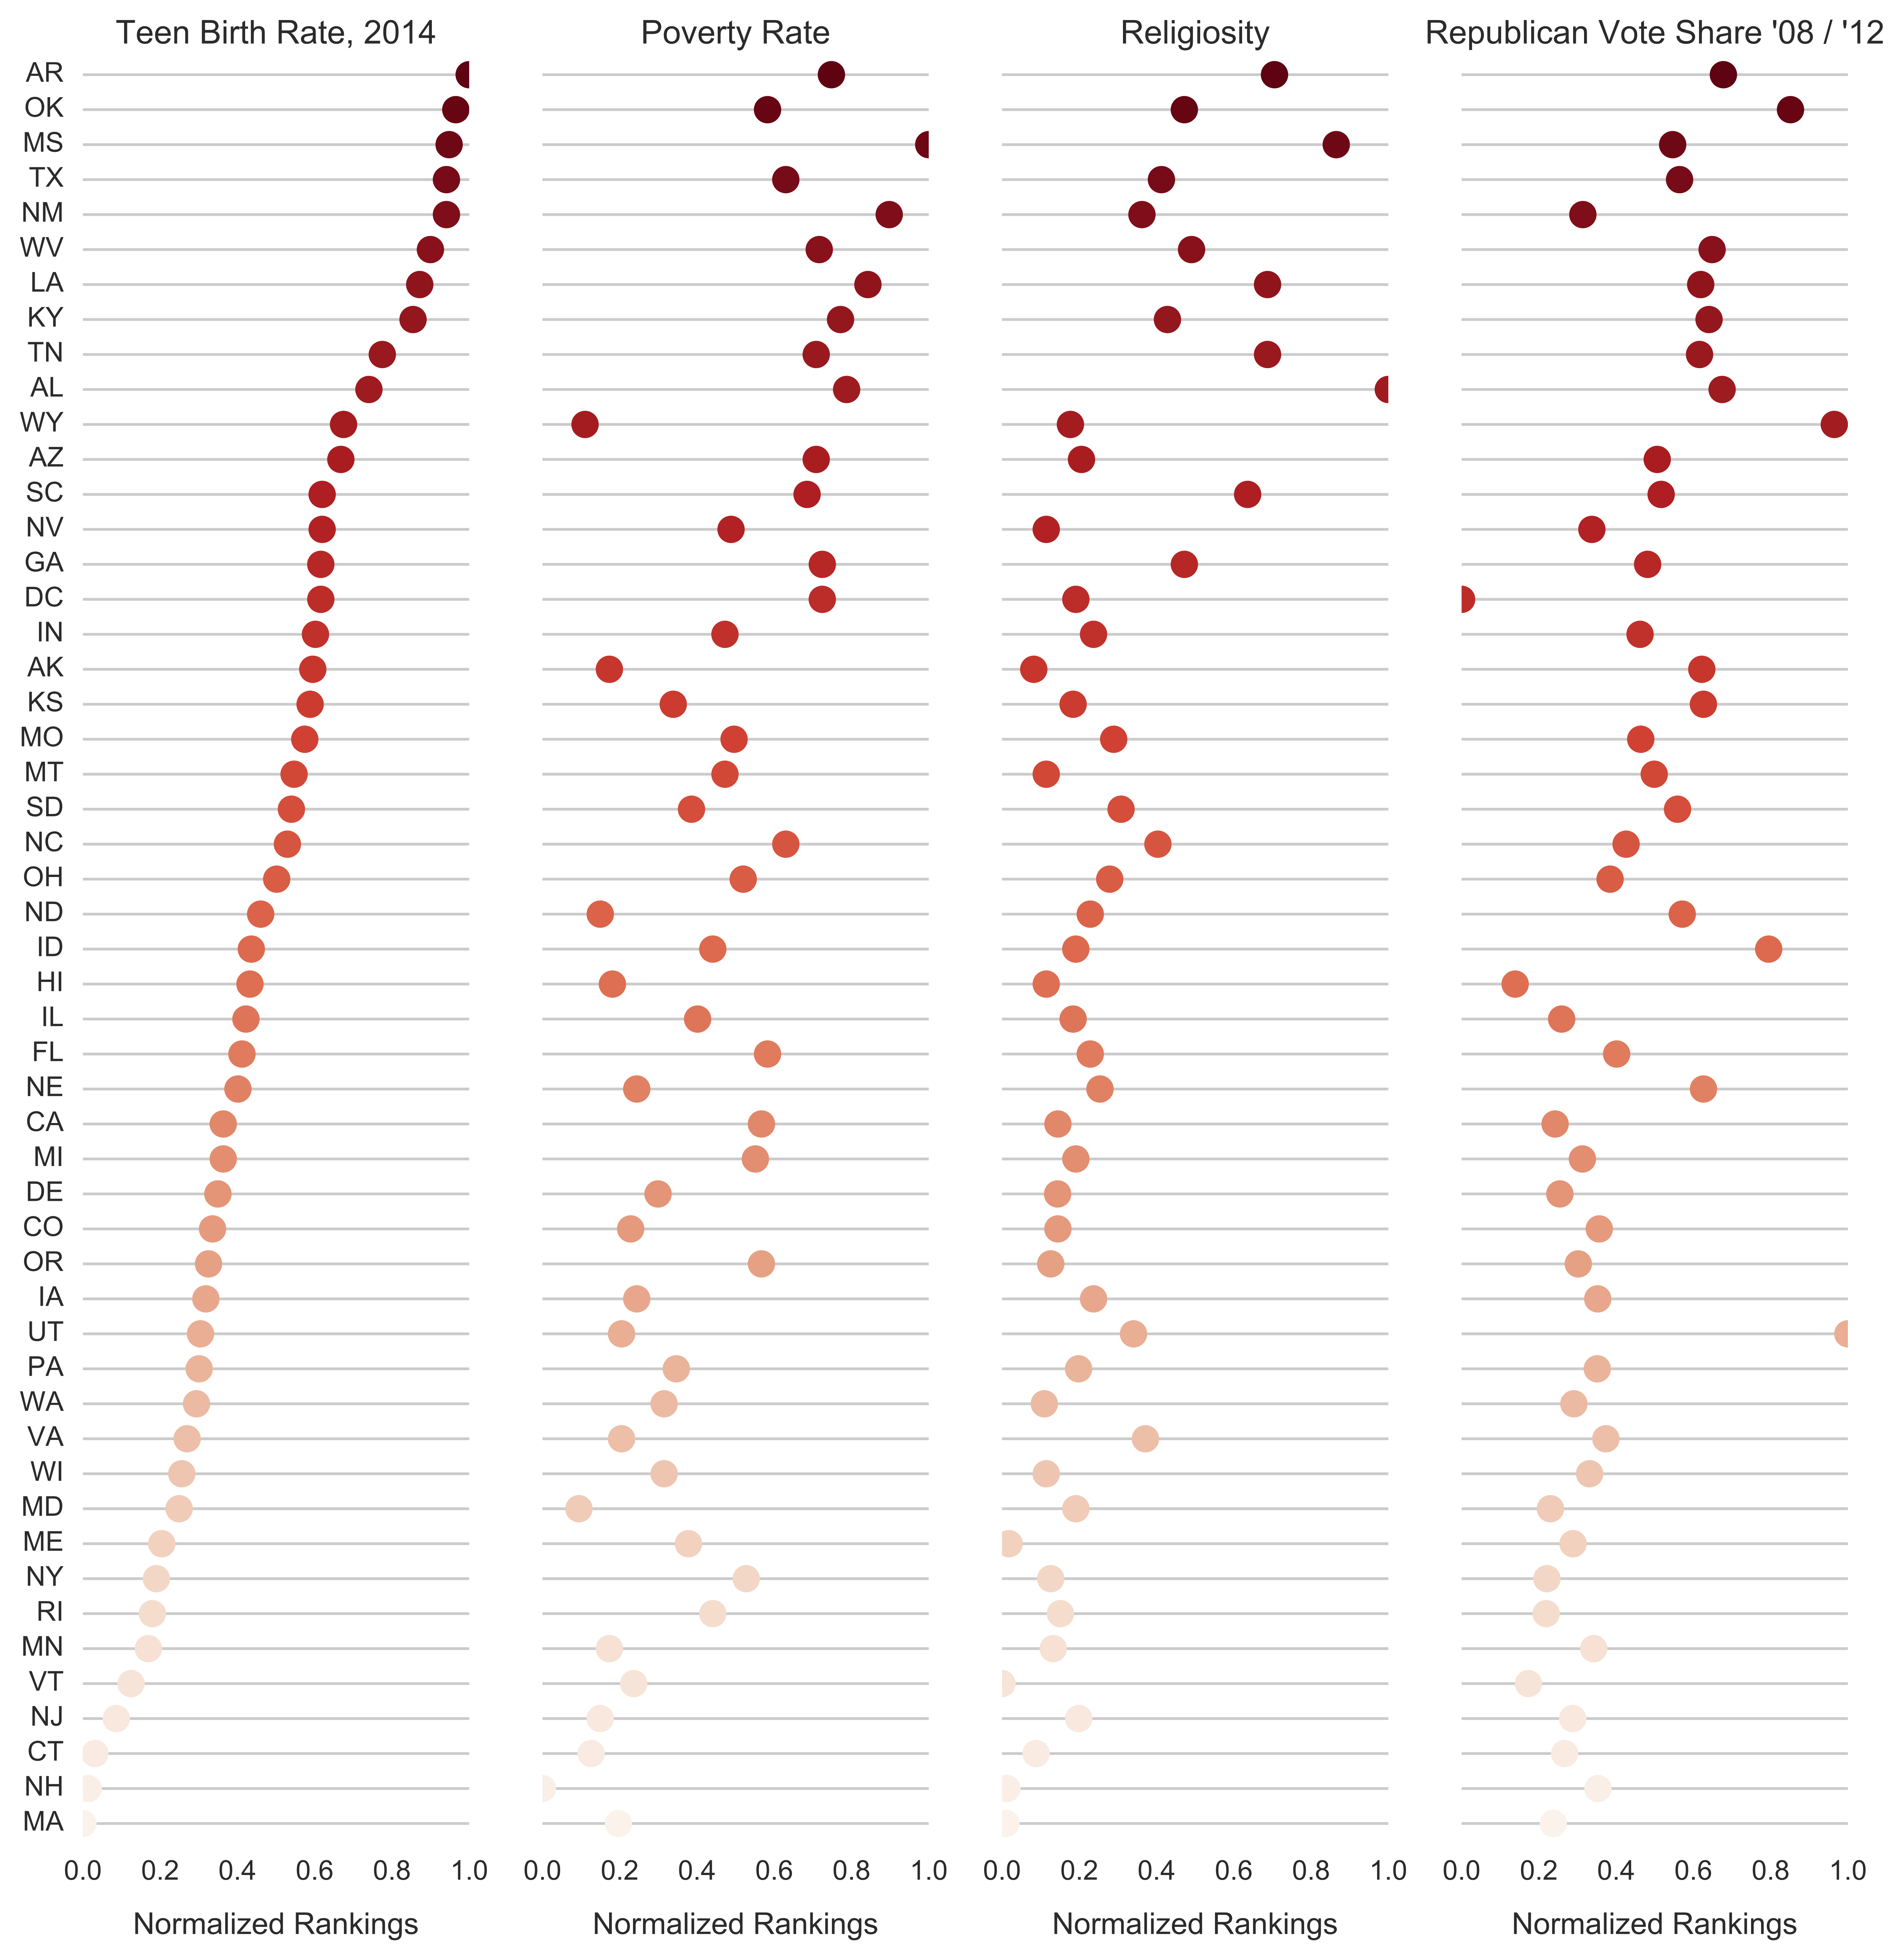 Teen Birth Rate, 2014 Poverty Rate Religiosity Republican Vote Share '08 / '12
AR
OK
MS
TX
NM
WV
LA
KY
TN
AL
WY
AZ
SC
NV
GA
DC
IN
AK
KS
MO
MT
SD
NC
OH
ND
ID
HI
IL
FL
NE
CA
MI
DE
CO
OR
IA
UT
PA
WA
VA
WI
MD
ME
NY
RI
MN
VT
NJ
CT
NH
MA
0.0 0.2 0.4 0.6 0.8 1.0 0.0 0.2 0.4 0.6 0.8 1.0 0.0 0.2 0.4 0.6 0.8 1.0 0.0 0.2 0.4 0.6 0.8 1.0
Normalized Rankings Normalized Rankings Normalized Rankings Normalized Rankings